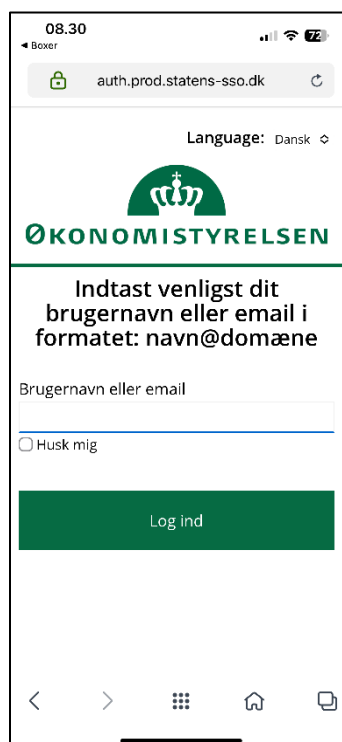 08.30
72
◄ Boxer
auth.prod.statens-sso.dk
Language: Dansk
ØKONOMISTYRELSEN
Indtast venligst dit
brugernavn eller email i
formatet: navn@domæne
Brugernavn eller email
Husk mig
Log ind